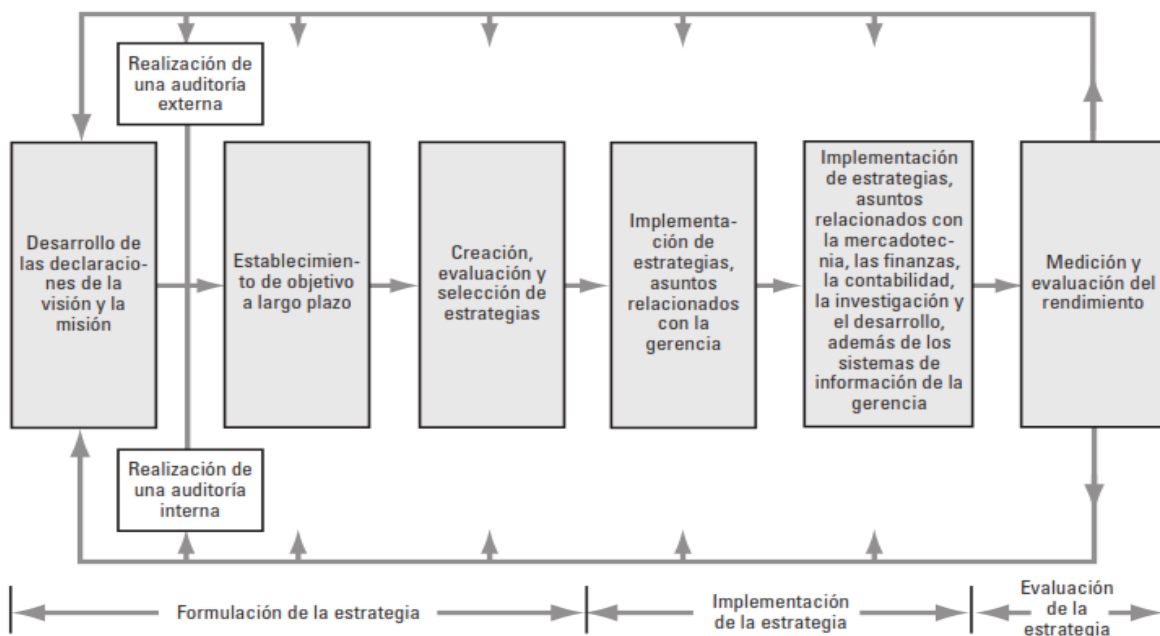 Realización de
una auditoría
externa
Desarrollo de
las declaracio-
nes de la
visión y la
misión
Realización de
una auditoría
interna
Establecimien-
to de objetivo
a largo plazo
Creación,
evaluación y
selección de
estrategias
Implementa-
ción de
estrategias,
asuntos
relacionados
con la
gerencia
Implementación
de estrategias,
asuntos
relacionados con
la mercadotec-
nia, las finanzas,
la contabilidad,
la investigación y
el desarrollo,
además de los
sistemas de
información de la
gerencia
Medición y
evaluación del
rendimiento
Formulación de la estrategia
Implementación
de la estrategia
Evaluación
de la
estrategia